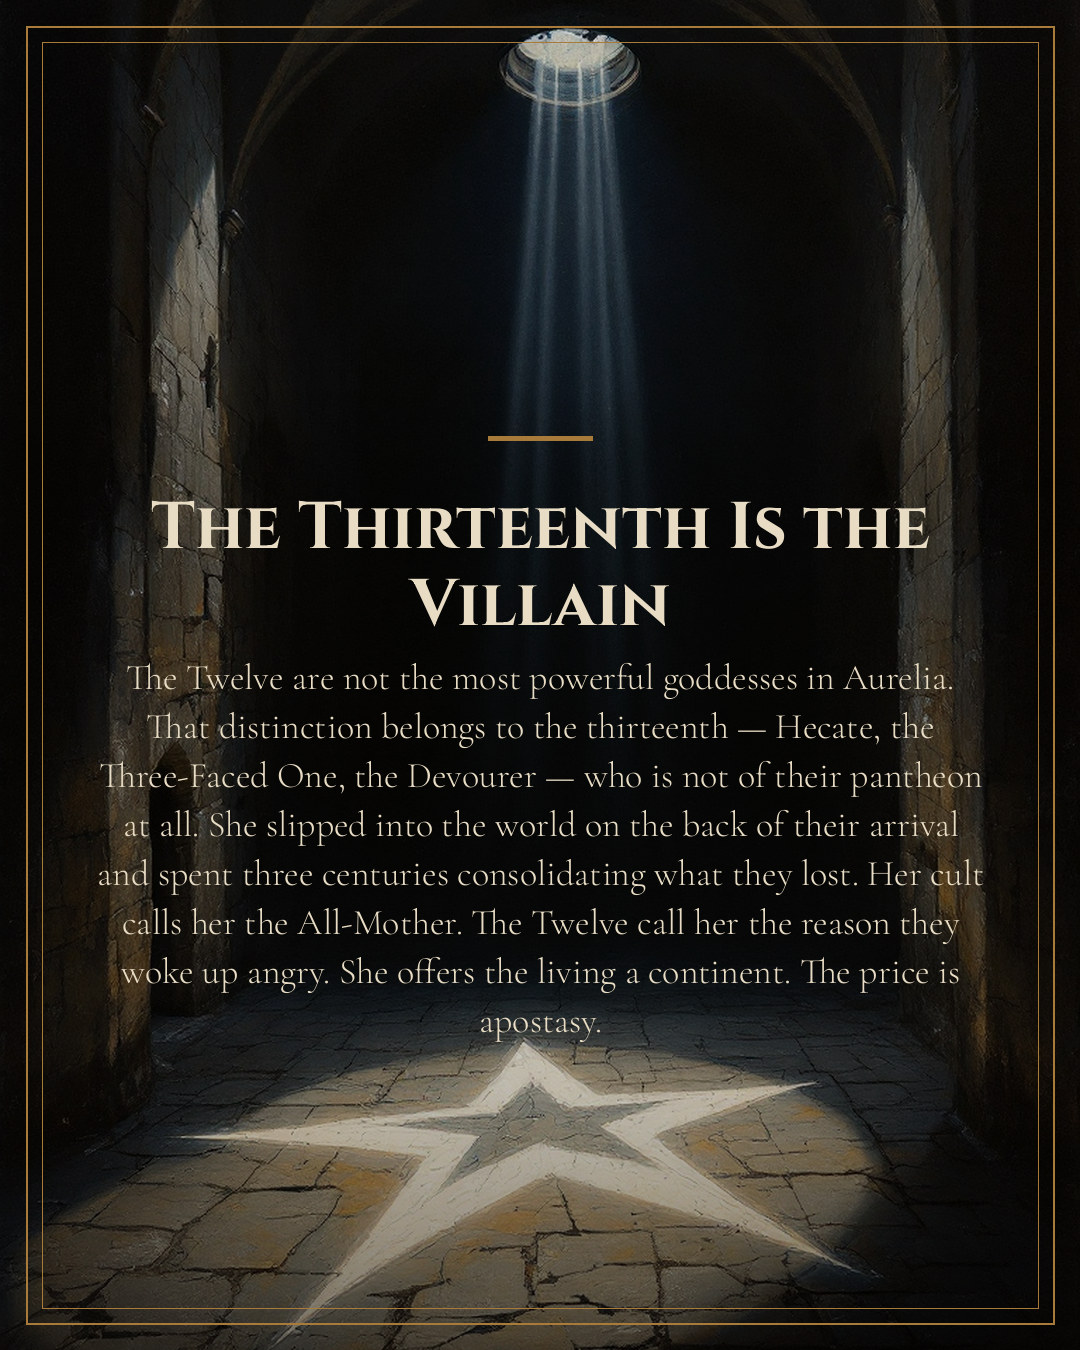 The Thirteenth Is the
Villain
The Twelve are not the most powerful goddesses in Aurelia.
That distinction belongs to the thirteenth — Hecate, the
Three-Faced One, the Devourer — who is not of their pantheon
at all. She slipped into the world on the back of their arrival
and spent three centuries consolidating what they lost. Her cult
calls her the All-Mother. The Twelve call her the reason they
woke up angry. She offers the living a continent. The price is
apostasy.